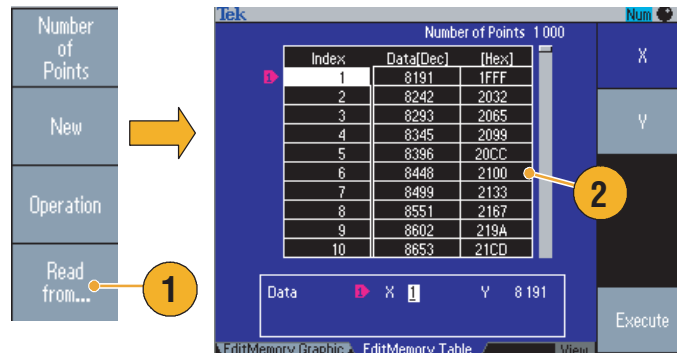 Number
of
Points
New
Operation
Read
from...
1
Tek
Num
Number of Points 1 000
Index Data[Dec] [Hex]
1 1 8191 1FFF
2 8242 2032
3 8293 2065
4 8345 2099
5 8396 20CC
6 8448 2100
7 8499 2133
8 8551 2167
9 8602 219A
10 8653 21CD
2
Data 1 X 1 Y 8 191
X
Y
Execute
EditMemory Graphic EditMemory Table View